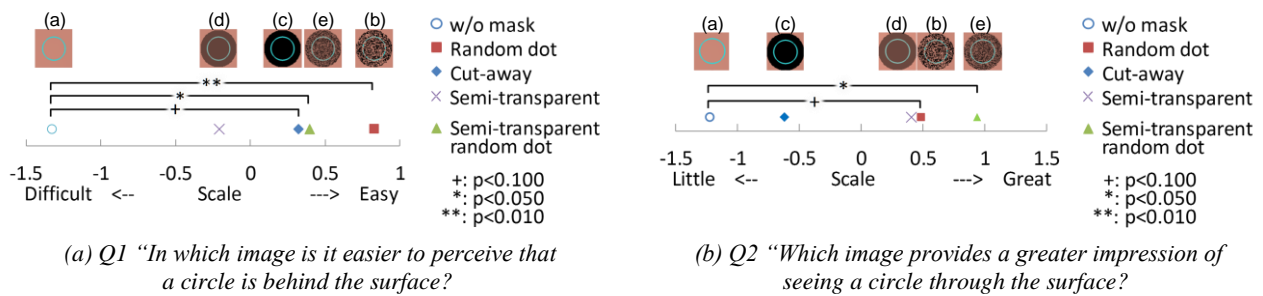 (a) (d) (c) (e) (b)
○ w/o mask
■ Random dot
◆ Cut-away
× Semi-transparent
▲ Semi-transparent
random dot
**
*
+
-1.5 -1 -0.5 0 0.5 1
Difficult <-- Scale ---> Easy
+: p<0.100
*: p<0.050
**: p<0.010
(a) Q1 “In which image is it easier to perceive that
a circle is behind the surface?
(a) (c) (d) (b) (e)
○ w/o mask
■ Random dot
◆ Cut-away
× Semi-transparent
▲ Semi-transparent
random dot
*
+
-1.5 -1 -0.5 0 0.5 1 1.5
Little <-- Scale ---> Great
+: p<0.100
*: p<0.050
**: p<0.010
(b) Q2 “Which image provides a greater impression of
seeing a circle through the surface?